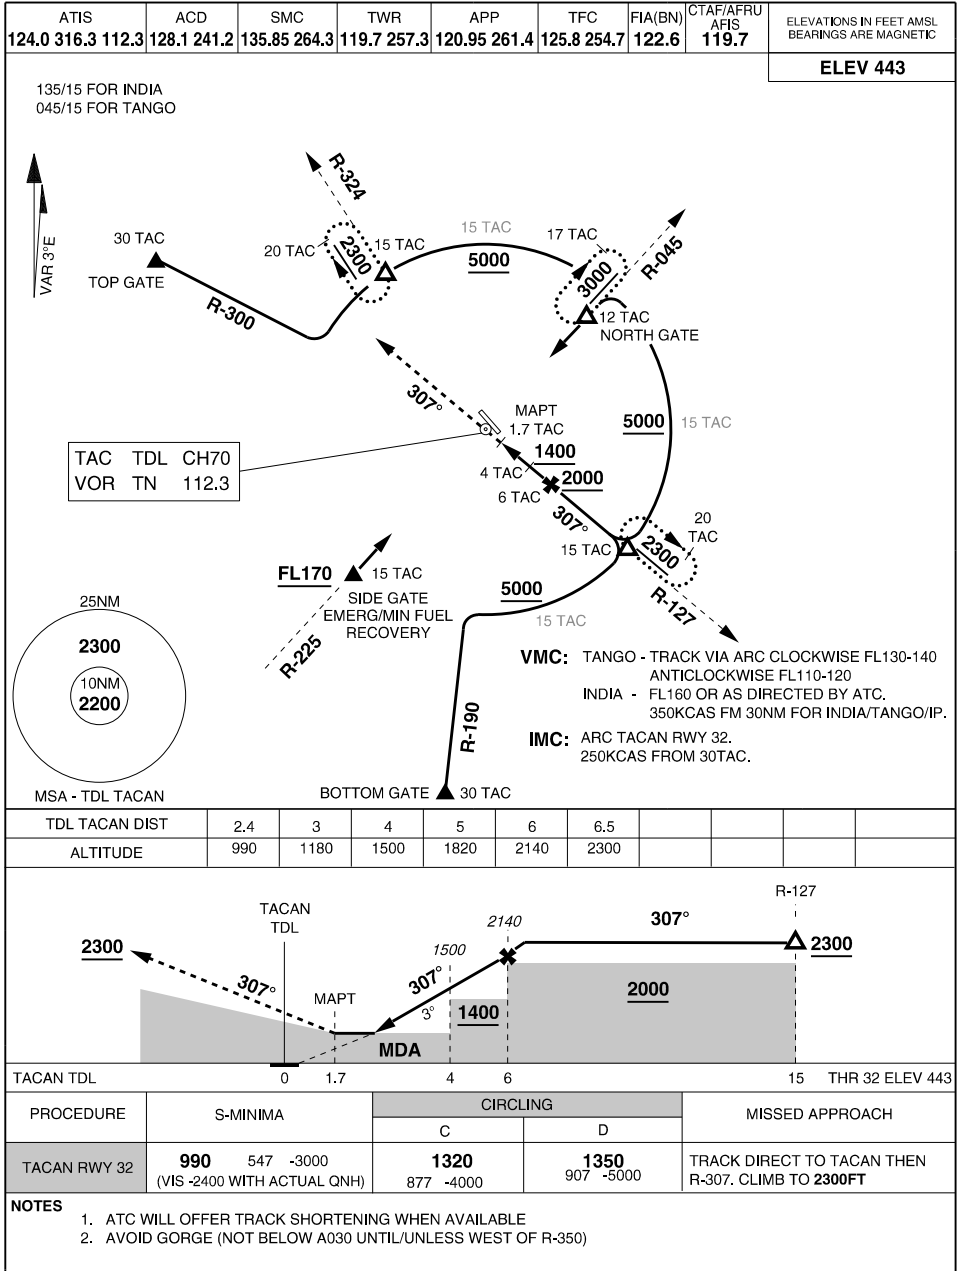 ATIS ACD SMC TWR APP TFC FIA(BN) CTAF/AFRU AFIS
124.0 316.3 112.3 128.1 241.2 135.85 264.3 119.7 257.3 120.95 261.4 125.8 254.7 122.6 119.7
ELEVATIONS IN FEET AMSL
BEARINGS ARE MAGNETIC
ELEV 443
135/15 FOR INDIA
045/15 FOR TANGO
VAR 3°E
30 TAC
TOP GATE
R-300
R-324
20 TAC
2300
15 TAC
15 TAC
5000
17 TAC
3000
R-045
12 TAC
NORTH GATE
307°
MAPT
1.7 TAC
5000
15 TAC
1400
4 TAC
2000
6 TAC
307°
TAC TDL CH70
VOR TN 112.3
15 TAC
2300
20
TAC
R-127
FL170
15 TAC
SIDE GATE
EMERG/MIN FUEL
RECOVERY
R-225
5000
15 TAC
25NM
2300
10NM
2200
MSA - TDL TACAN
R-190
BOTTOM GATE
30 TAC
VMC: TANGO - TRACK VIA ARC CLOCKWISE FL130-140
ANTICLOCKWISE FL110-120
INDIA - FL160 OR AS DIRECTED BY ATC.
350KCAS FM 30NM FOR INDIA/TANGO/IP.
IMC: ARC TACAN RWY 32.
250KCAS FROM 30TAC.
TDL TACAN DIST 2.4 3 4 5 6 6.5
ALTITUDE 990 1180 1500 1820 2140 2300
R-127
TACAN
TDL
2300
307°
MAPT
1500
2140
307°
307°
3°
2300
1400
2000
MDA
TACAN TDL 0 1.7 4 6 15 THR 32 ELEV 443
PROCEDURE S-MINIMA CIRCLING MISSED APPROACH
C D
TACAN RWY 32
990 547 -3000
(VIS -2400 WITH ACTUAL QNH)
1320
877 -4000
1350
907 -5000
TRACK DIRECT TO TACAN THEN
R-307. CLIMB TO 2300FT
NOTES
1. ATC WILL OFFER TRACK SHORTENING WHEN AVAILABLE
2. AVOID GORGE (NOT BELOW A030 UNTIL/UNLESS WEST OF R-350)